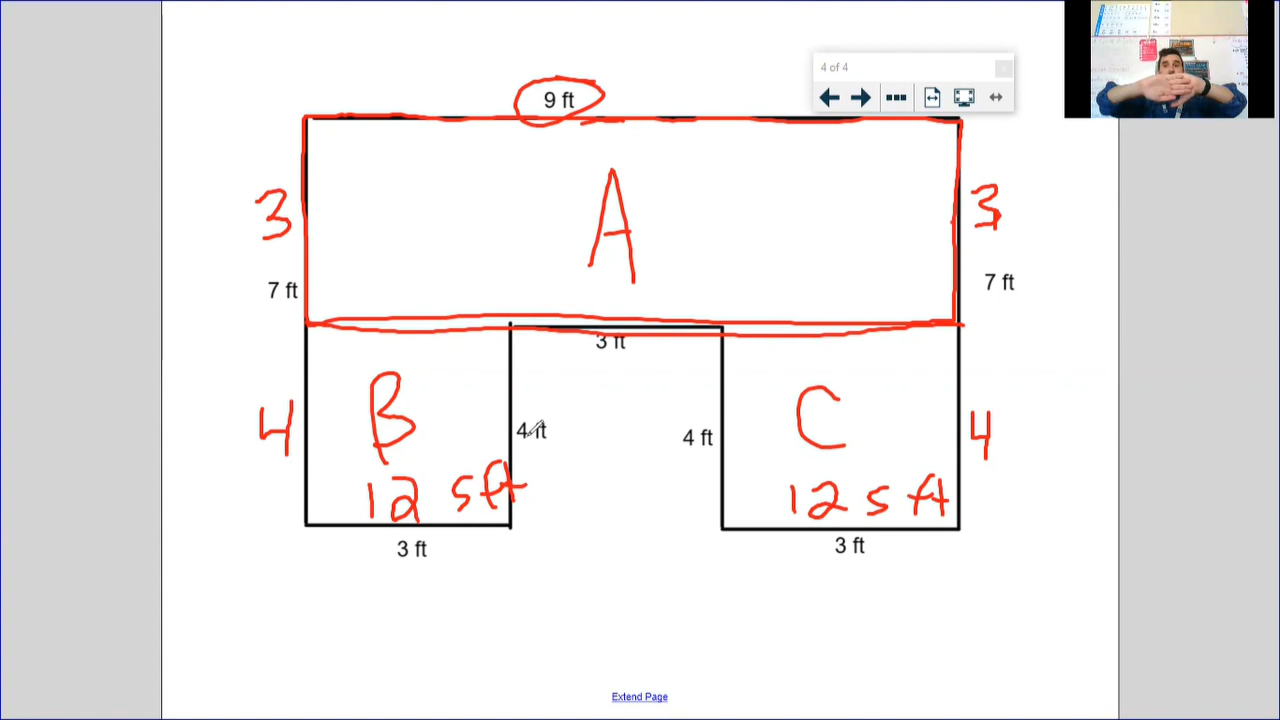 4 of 4
9 ft
3
A
3
7 ft
7 ft
3 ft
4
B
4 ft
4 ft
C
4
12 sft
12 s ft
3 ft
3 ft
Extend Page